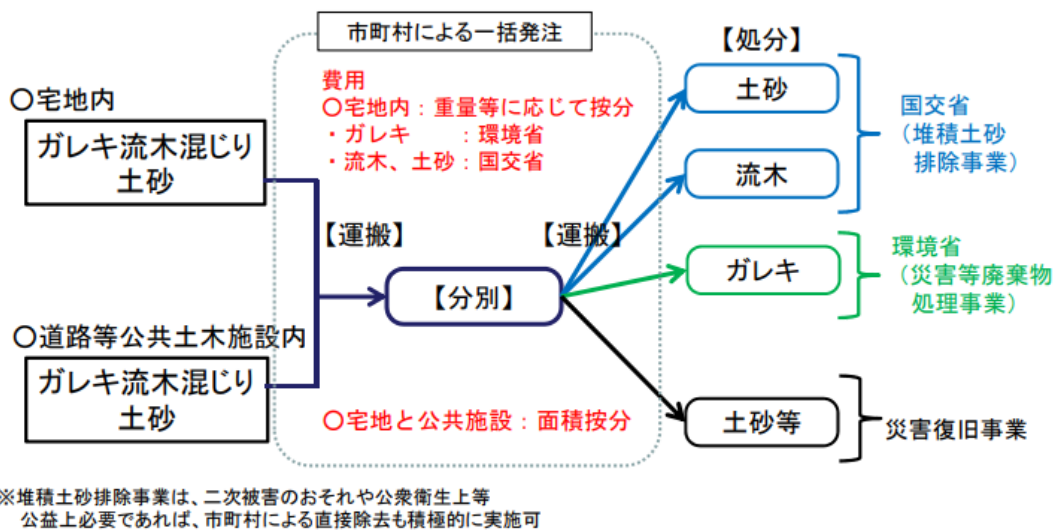 市町村による一括発注
【処分】
費用
〇宅地内：重量等に応じて按分
・ガレキ　　：環境省
・流木、土砂：国交省
〇宅地内
ガレキ流木混じり
土砂
【運搬】
【分別】
【運搬】
〇道路等公共土木施設内
ガレキ流木混じり
土砂
〇宅地と公共施設：面積按分
土砂
流木
国交省
（堆積土砂
排除事業）
ガレキ
環境省
（災害等廃棄物
処理事業）
土砂等
災害復旧事業
※堆積土砂排除事業は、二次被害のおそれや公衆衛生上等
公益上必要であれば、市町村による直接除去も積極的に実施可